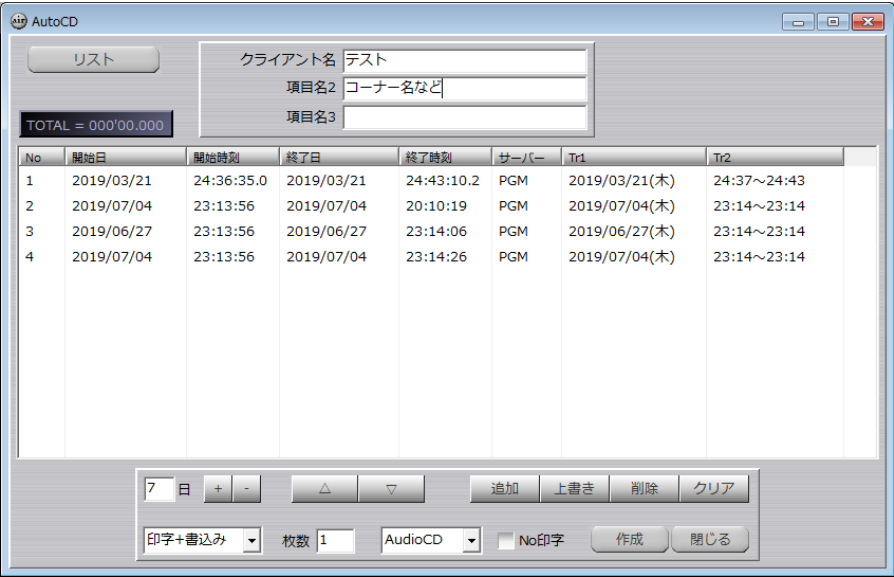 air AutoCD
リスト
クライアント名 テスト
項目名2 コーナー名など
項目名3
TOTAL = 000'00.000
No 開始日 開始時刻 終了日 終了時刻 サーバー Tr1 Tr2
1 2019/03/21 24:36:35.0 2019/03/21 24:43:10.2 PGM 2019/03/21(木) 24:37～24:43
2 2019/07/04 23:13:56 2019/07/04 20:10:19 PGM 2019/07/04(木) 23:14～23:14
3 2019/06/27 23:13:56 2019/06/27 23:14:06 PGM 2019/06/27(木) 23:14～23:14
4 2019/07/04 23:13:56 2019/07/04 23:14:26 PGM 2019/07/04(木) 23:14～23:14
7 日 + - △ ▽ 追加 上書き 削除 クリア
印字+書込み 枚数 1 AudioCD No印字 作成 閉じる